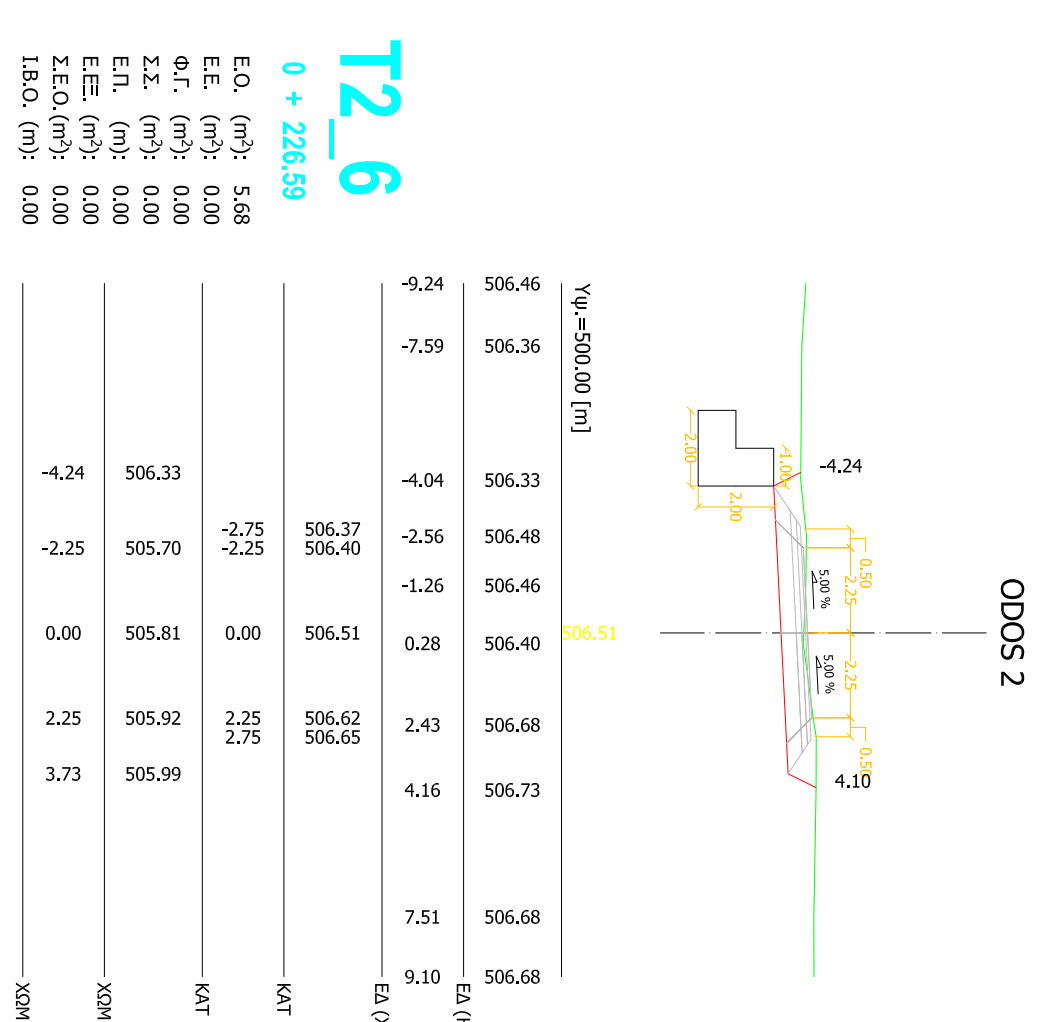 ODOS 2
-4.24
4.10
0.50
2.25
2.25
0.50
5.00 %
5.00 %
1.00
2.00
2.00
506.51
Υψ.=500.00 [m]
506.46 506.36 506.33 506.48 506.46 506.40 506.68 506.73 506.68 506.68
ΕΔ (
-9.24 -7.59 -4.04 -2.56 -1.26 0.28 2.43 4.16 7.51 9.10
ΕΔ (
506.37 506.40 506.51 506.62 506.65
ΚΑΤ
-2.75 -2.25 0.00 2.25 2.75
ΚΑΤ
506.33 505.70 505.81 505.92 505.99
ΧΩΜ
-4.24 -2.25 0.00 2.25 3.73
ΧΩΜ
T2_6
0 + 226.59
Ε.Ο. (m²): 5.68
Ε.Ε. (m²): 0.00
Φ.Γ. (m²): 0.00
Σ.Σ. (m²): 0.00
Ε.Π. (m): 0.00
Ε.ΕΞ. (m²): 0.00
Σ.Ε.Ο.(m²): 0.00
Ι.Β.Ο. (m): 0.00